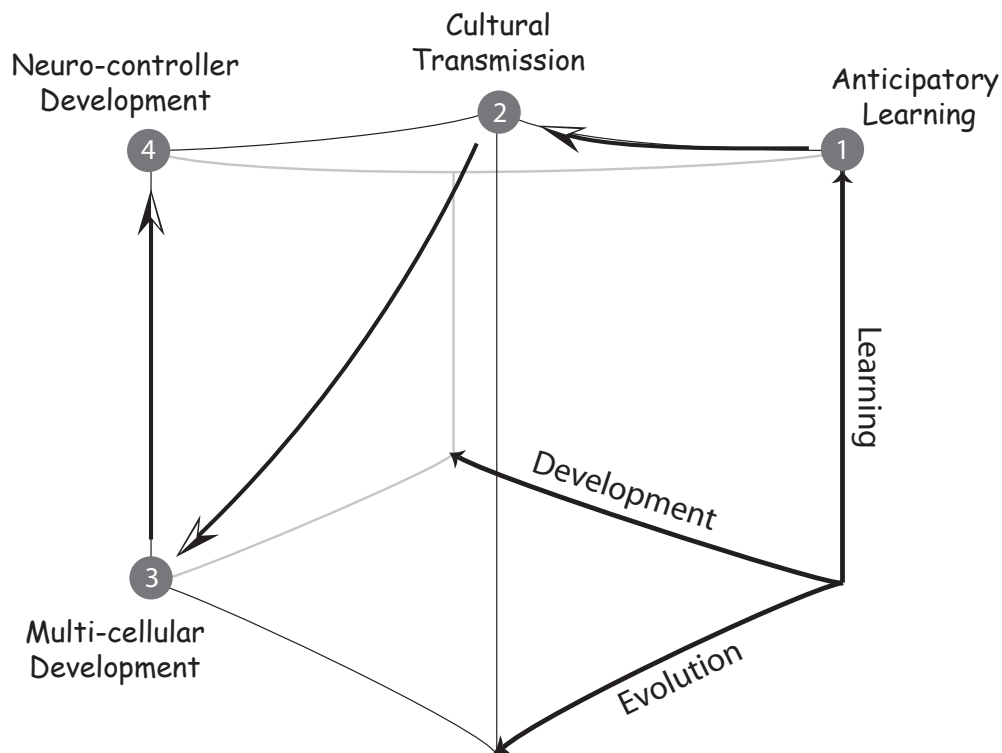 Cultural
Transmission
Neuro-controller
Development
Anticipatory
Learning
2
4
1
Learning
Development
3
Multi-cellular
Development
Evolution